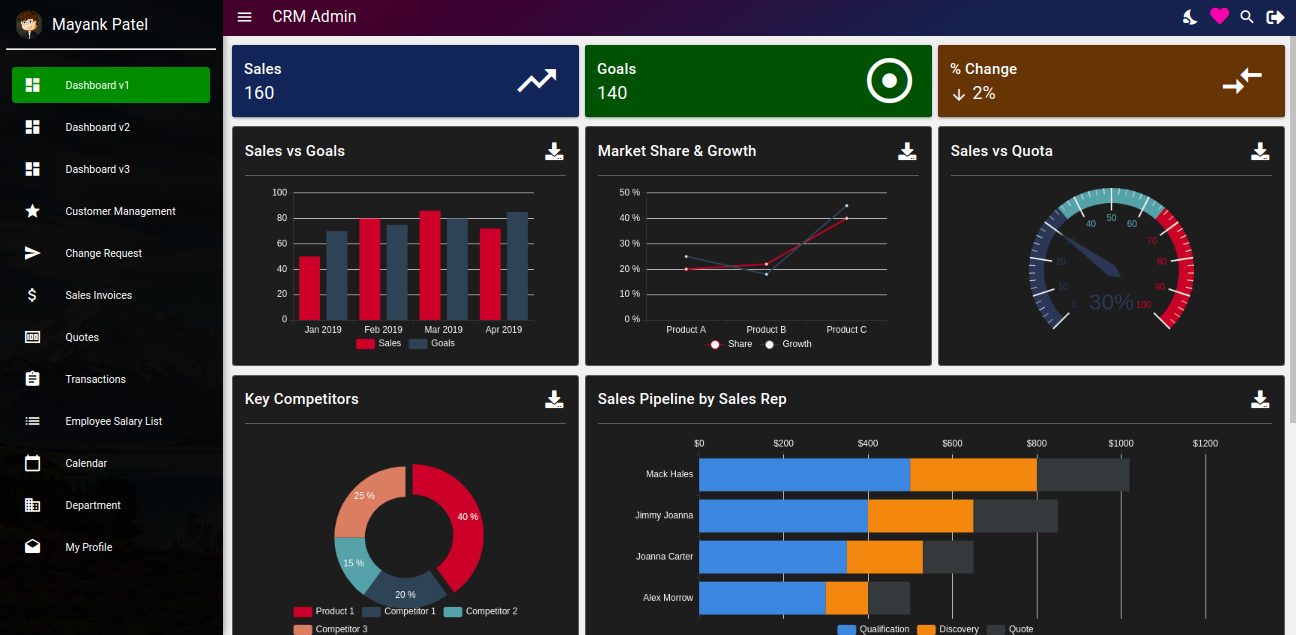 Mayank Patel
CRM Admin
Dashboard v1
Dashboard v2
Dashboard v3
Customer Management
Change Request
Sales Invoices
Quotes
Transactions
Employee Salary List
Calendar
Department
My Profile
Sales
160
Goals
140
% Change
2%
Sales vs Goals
100
80
60
40
20
0
Jan 2019 Feb 2019 Mar 2019 Apr 2019
Sales Goals
Market Share & Growth
50 %
40 %
30 %
20 %
10 %
0 %
Product A Product B Product C
Share Growth
Sales vs Quota
0 10 20 40 50 60 70 80 90 100
30%
Key Competitors
25 %
40 %
15 %
20 %
Product 1 Competitor 1 Competitor 2
Competitor 3
Sales Pipeline by Sales Rep
$0 $200 $400 $600 $800 $1000 $1200
Mack Hales
Jimmy Joanna
Joanna Carter
Alex Morrow
Qualification Discovery Quote